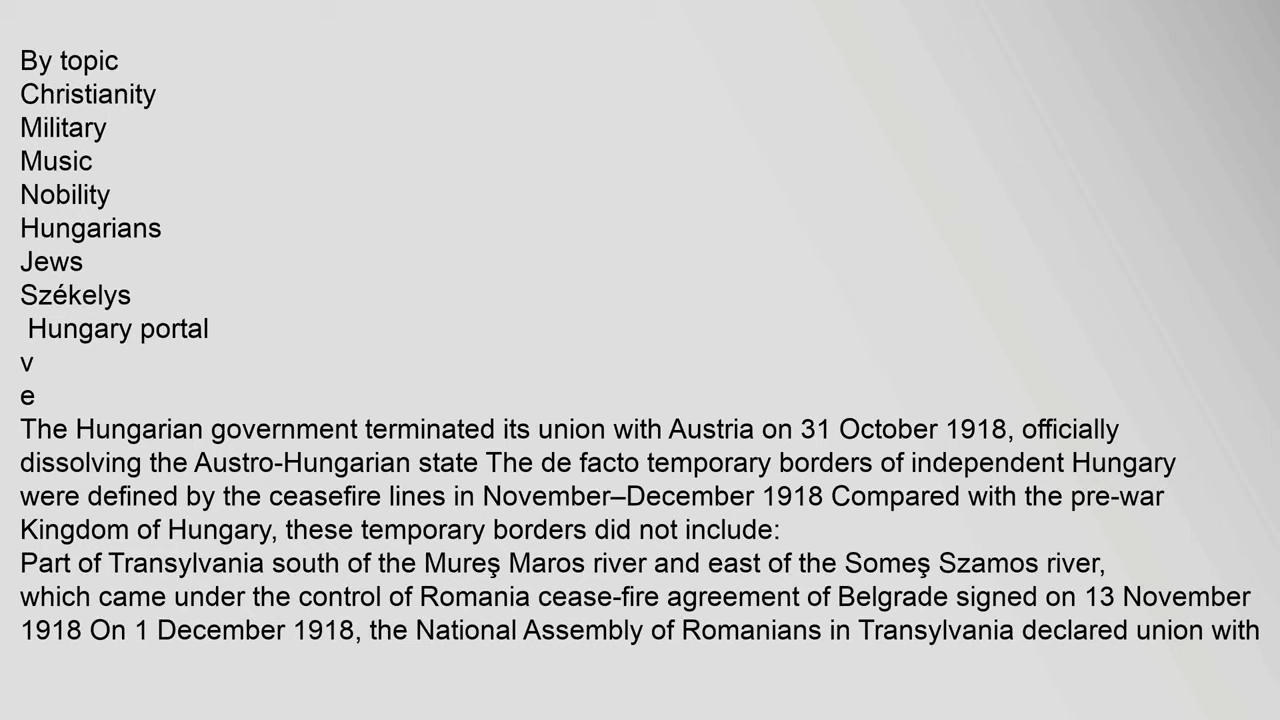 By topic
Christianity
Military
Music
Nobility
Hungarians
Jews
Székelys
Hungary portal
v
e
The Hungarian government terminated its union with Austria on 31 October 1918, officially
dissolving the Austro-Hungarian state The de facto temporary borders of independent Hungary
were defined by the ceasefire lines in November–December 1918 Compared with the pre-war
Kingdom of Hungary, these temporary borders did not include:
Part of Transylvania south of the Mureş Maros river and east of the Someş Szamos river,
which came under the control of Romania cease-fire agreement of Belgrade signed on 13 November
1918 On 1 December 1918, the National Assembly of Romanians in Transylvania declared union with